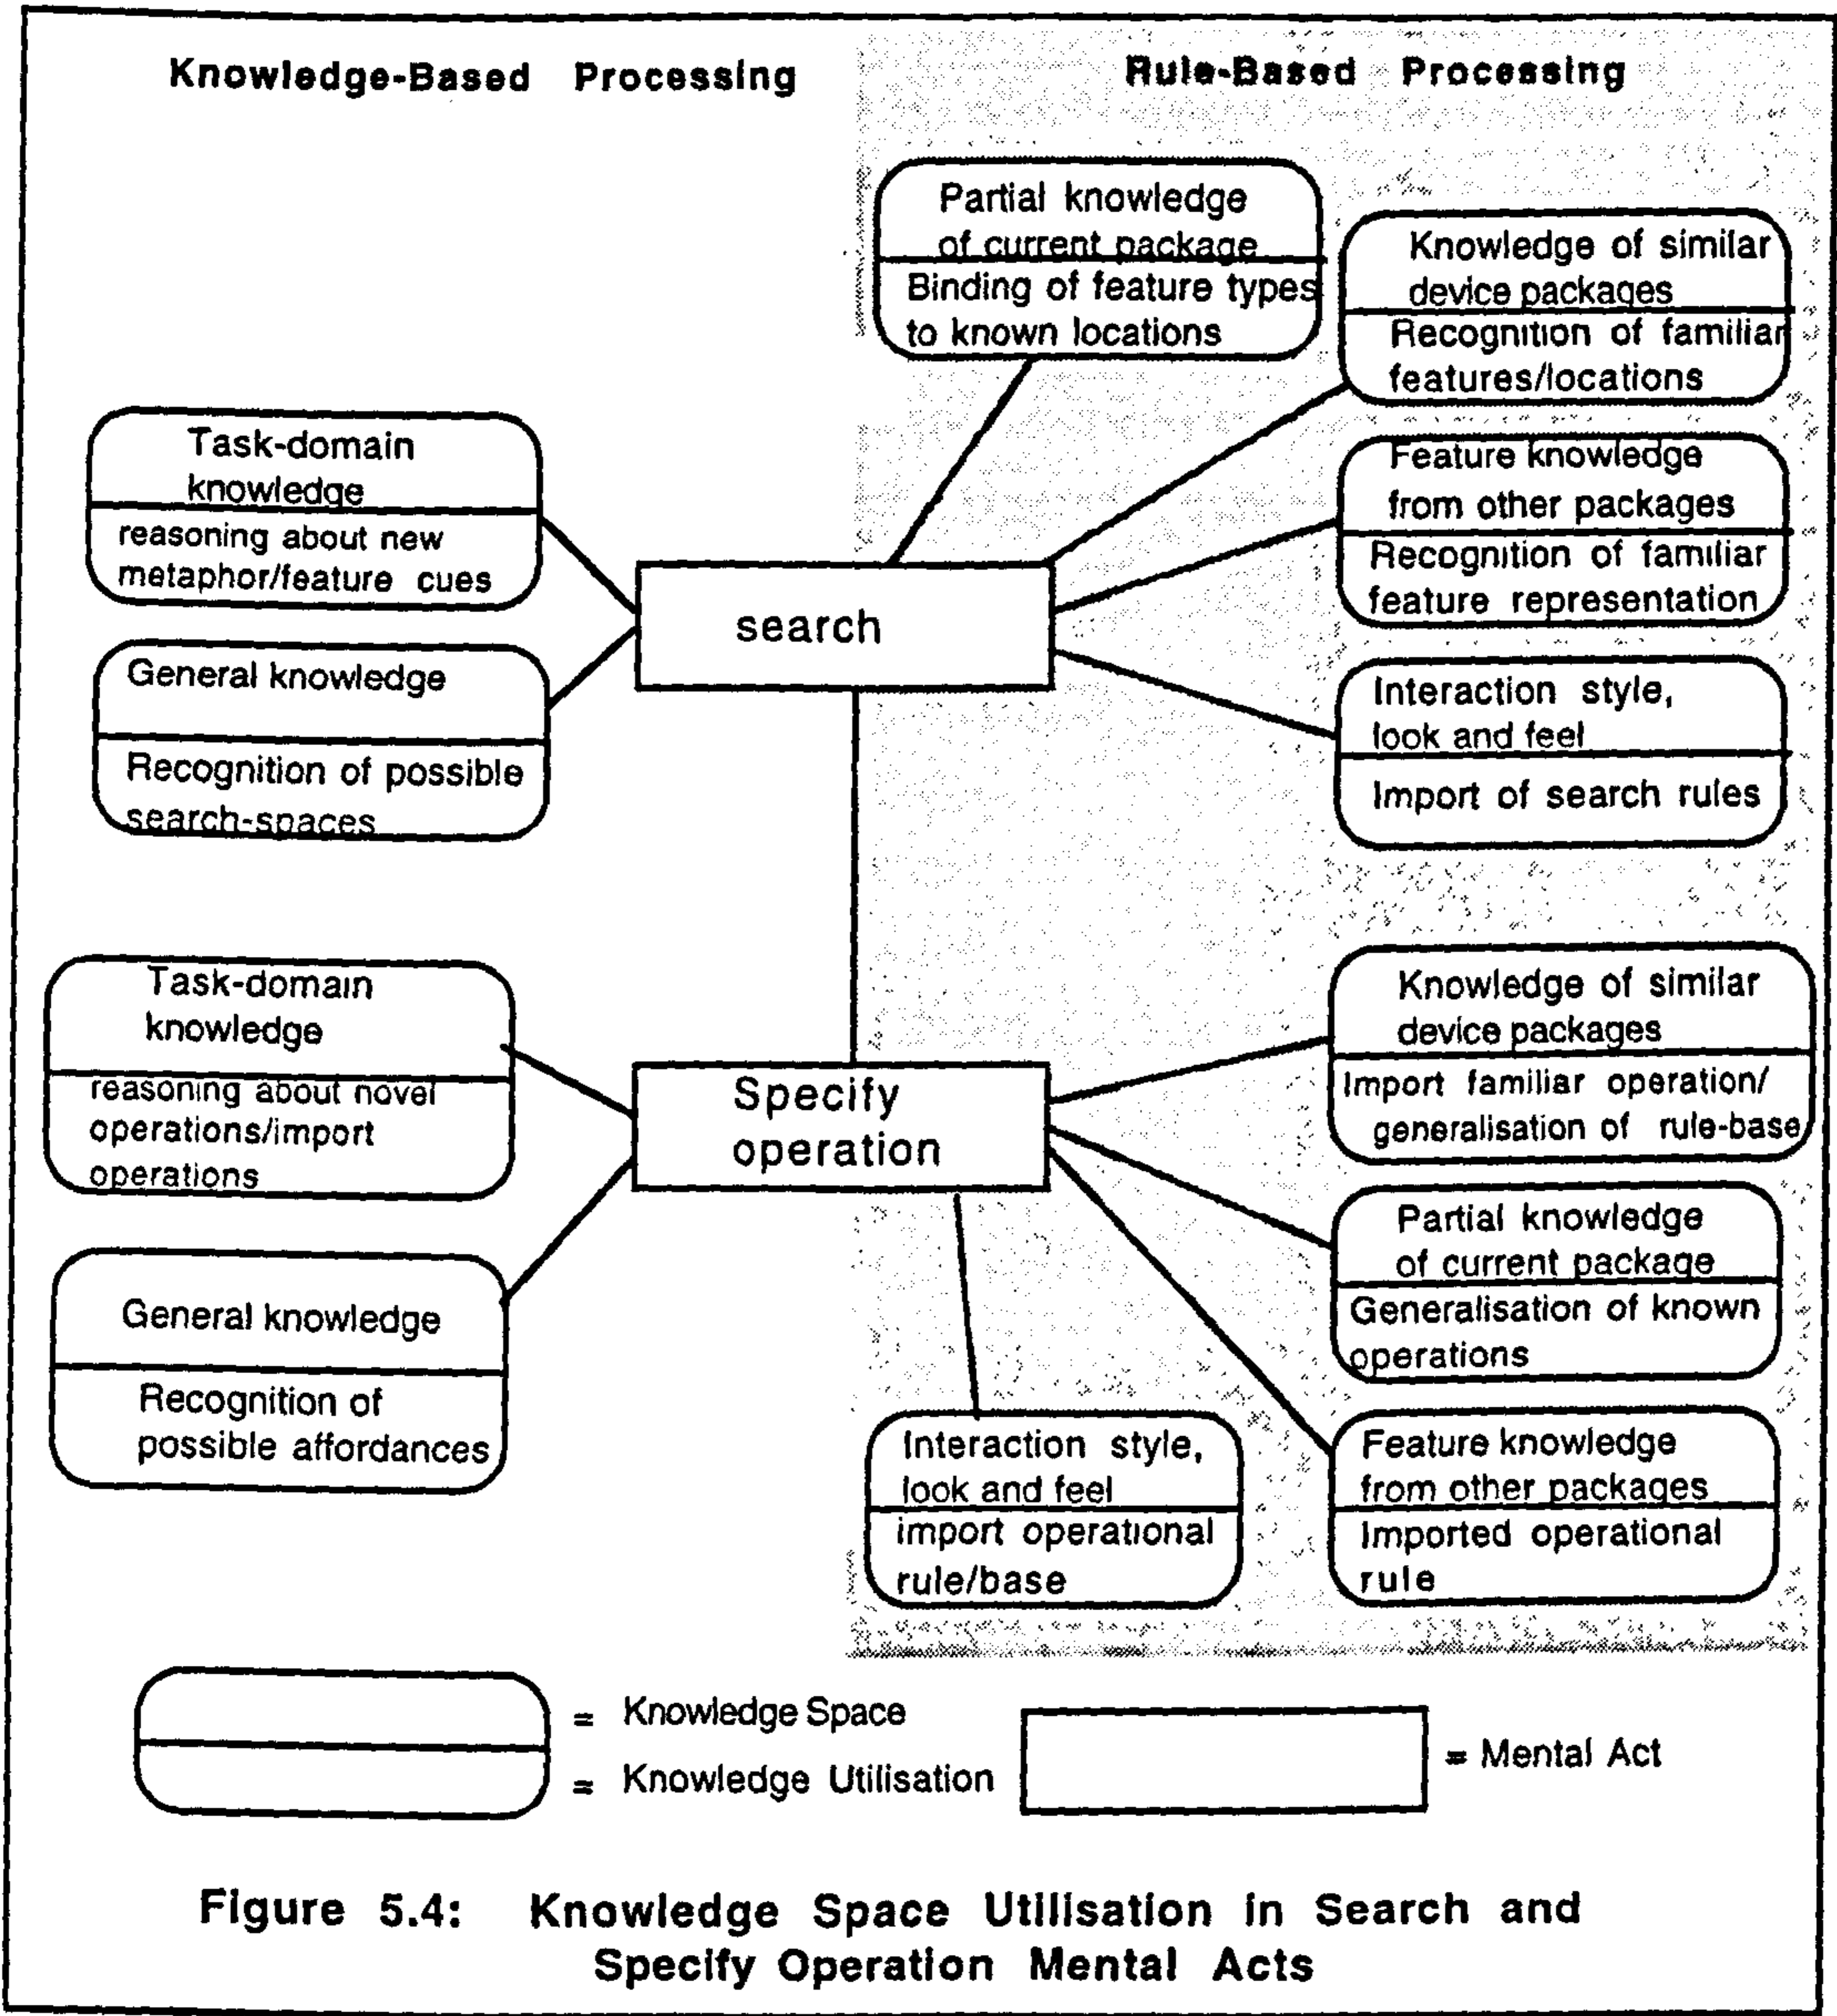 Knowledge-Based Processing
Rule-Based Processing
Partial knowledge
of current package
Binding of feature types
to known locations
Knowledge of similar
device packages
Recognition of familiar
features/locations
Task-domain
knowledge
reasoning about new
metaphor/feature cues
Feature knowledge
from other packages
Recognition of familiar
feature representation
search
General knowledge
Recognition of possible
search-spaces
Interaction style,
look and feel
Import of search rules
Task-domain
knowledge
reasoning about novel
operations/import
operations
Knowledge of similar
device packages
Import familiar operation/
generalisation of rule-base
Specify
operation
Partial knowledge
of current package
Generalisation of known
operations
General knowledge
Recognition of
possible affordances
Interaction style,
look and feel
import operational
rule/base
Feature knowledge
from other packages
Imported operational
rule
= Knowledge Space
= Knowledge Utilisation
= Mental Act
Figure 5.4: Knowledge Space Utilisation in Search and
Specify Operation Mental Acts